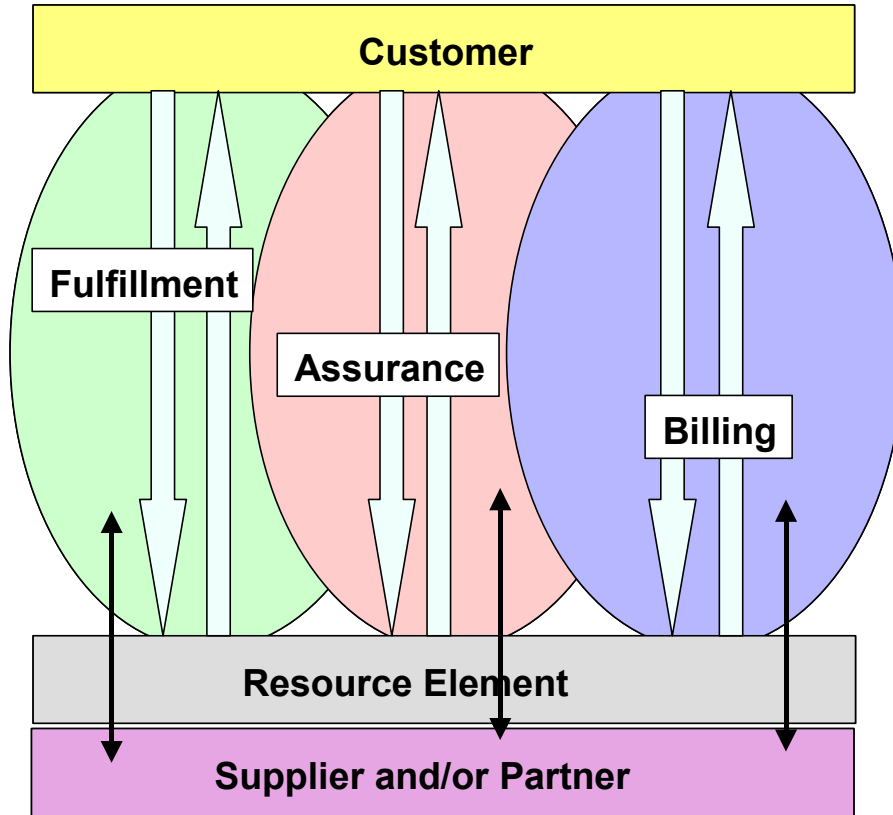 Customer
Fulfillment
Assurance
Billing
Resource Element
Supplier and/or Partner